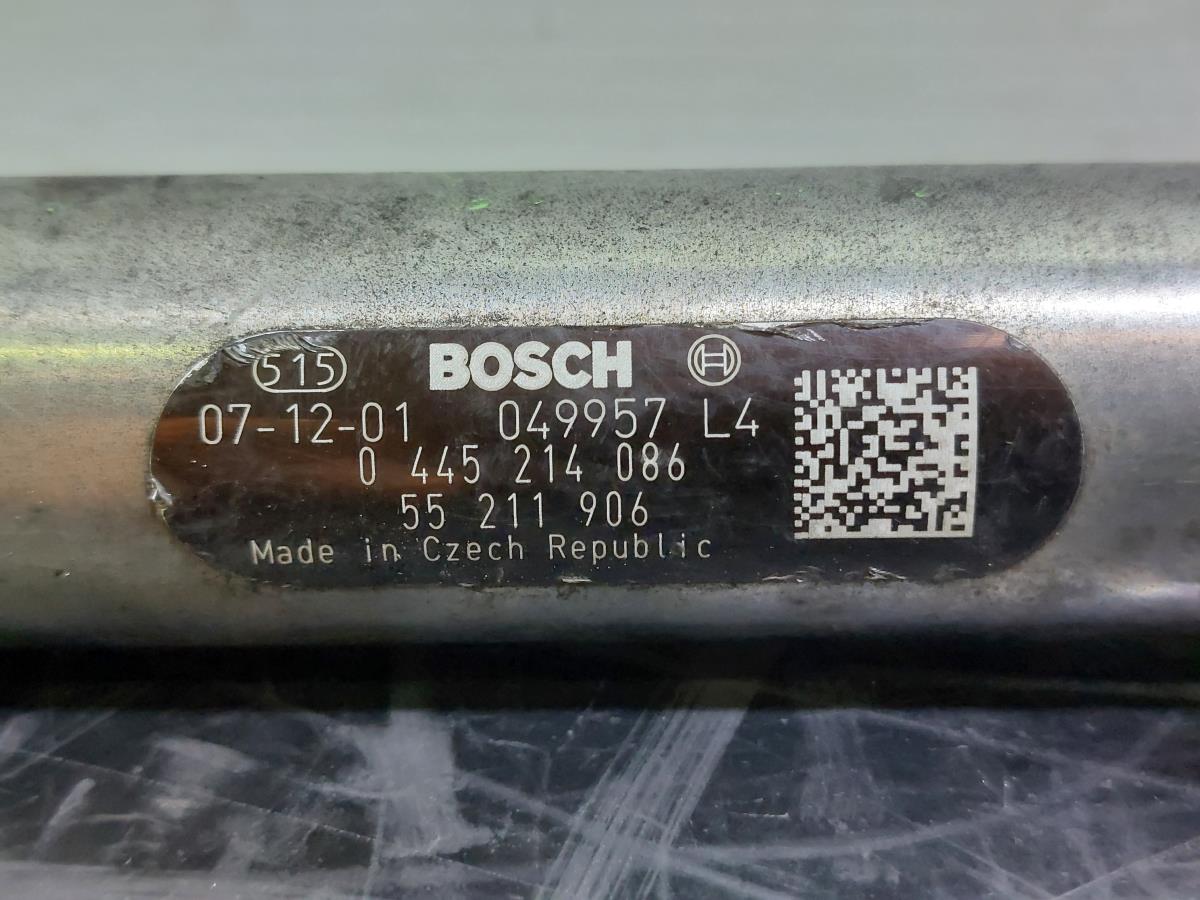 515 BOSCH
07-12-01 049957 L4
0 445 214 086
55 211 906
Made in Czech Republic